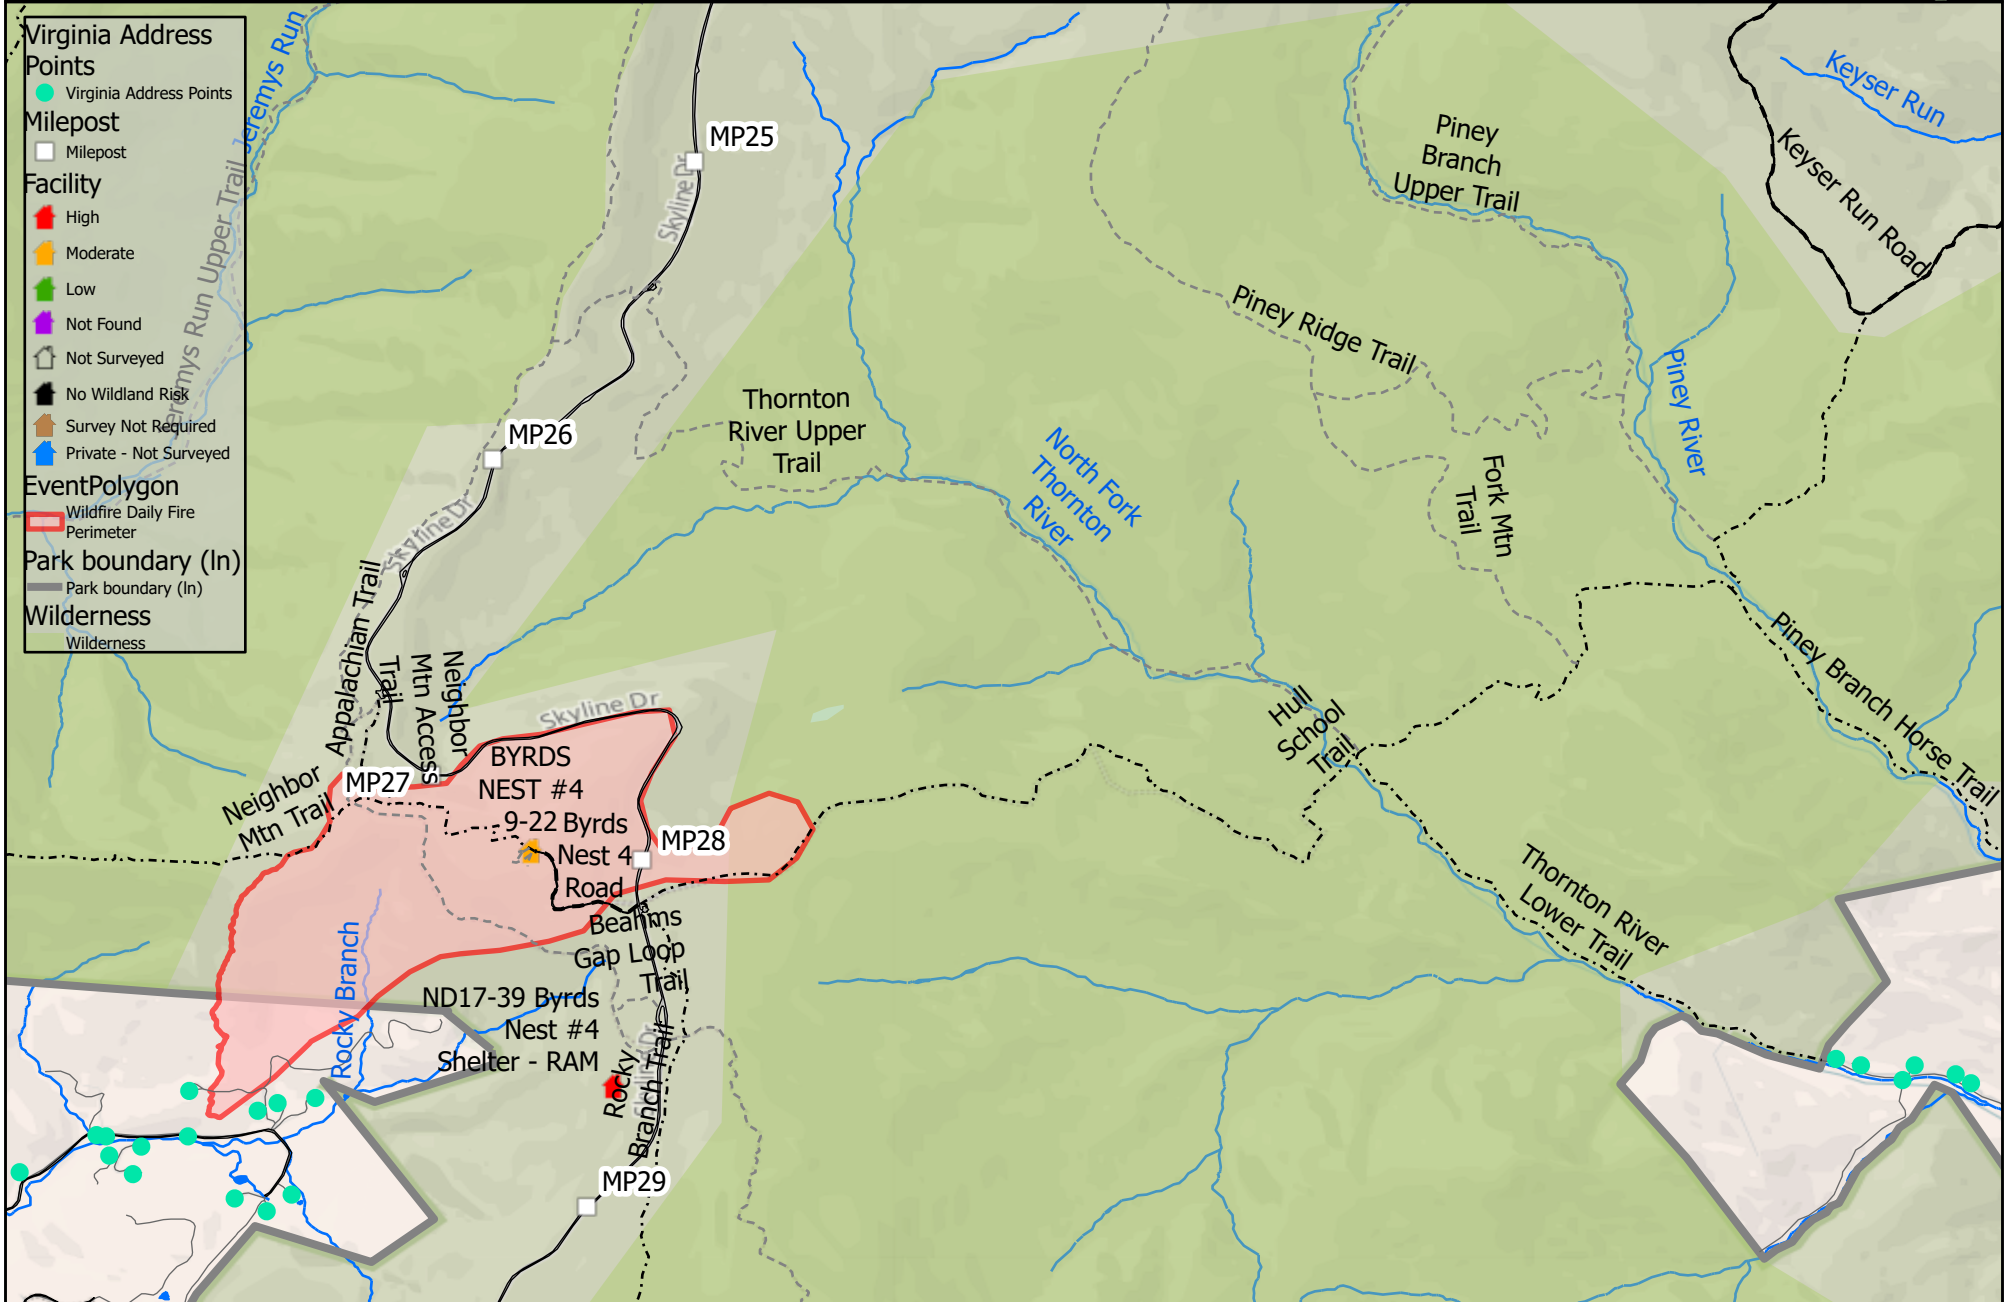 Virginia Address
Points
Virginia Address Points
Milepost
Milepost
Facility
High
Moderate
Low
Not Found
Not Surveyed
No Wildland Risk
Survey Not Required
Private - Not Surveyed
EventPolygon
Wildfire Daily Fire
Perimeter
Park boundary (ln)
Park boundary (ln)
Wilderness
Wilderness
Jeremys Run
Jeremys Run Upper Trail
MP25
Skyline Dr
Piney
Branch
Upper Trail
Keyser Run
Keyser Run Road
Piney Ridge Trail
Piney River
Thornton
River Upper
Trail
MP26
Skyline Dr
North Fork
Thornton
River
Fork Mtn
Trail
Appalachian Trail
Neighbor
Mtn Access
Trail
Skyline Dr
Hull
School
Trail
Piney Branch Horse Trail
MP27
Neighbor
Mtn Trail
BYRDS
NEST #4
9-22 Byrds
Nest 4
Road
MP28
Beahms
Gap Loop
Trail
Thornton River
Lower Trail
Rocky Branch
ND17-39 Byrds
Nest #4
Shelter - RAM
Rocky
Branch Trail
Skyline Dr
MP29